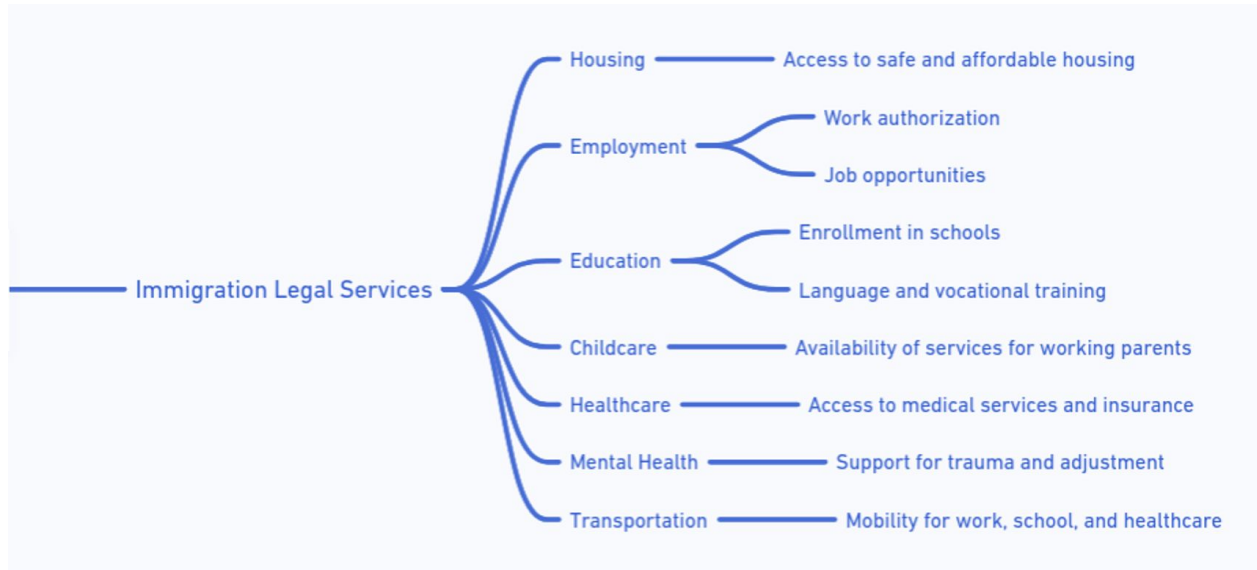 Immigration Legal Services
Housing
Access to safe and affordable housing
Employment
Work authorization
Job opportunities
Education
Enrollment in schools
Language and vocational training
Childcare
Availability of services for working parents
Healthcare
Access to medical services and insurance
Mental Health
Support for trauma and adjustment
Transportation
Mobility for work, school, and healthcare